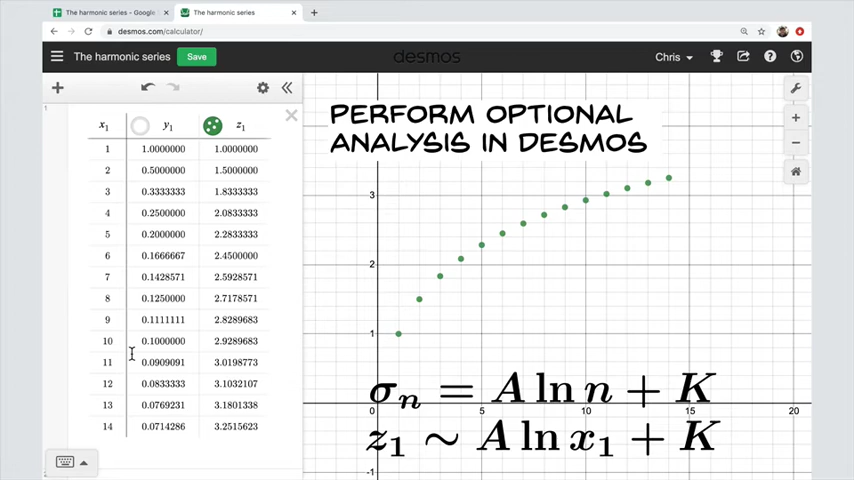 The harmonic series - Google
The harmonic series
desmos.com/calculator/
The harmonic series
Save
desmos
Chris
1
x1 y1 z1
1 1.0000000 1.0000000
2 0.5000000 1.5000000
3 0.3333333 1.8333333
4 0.2500000 2.0833333
5 0.2000000 2.2833333
6 0.1666667 2.4500000
7 0.1428571 2.5928571
8 0.1250000 2.7178571
9 0.1111111 2.8289683
10 0.1000000 2.9289683
11 0.0909091 3.0198773
12 0.0833333 3.1032107
13 0.0769231 3.1801338
14 0.0714286 3.2515623
PERFORM OPTIONAL
ANALYSIS IN DESMOS
3
2
1
0 5 10 15 20
-1
σn = A ln n + K
z1 ~ A ln x1 + K